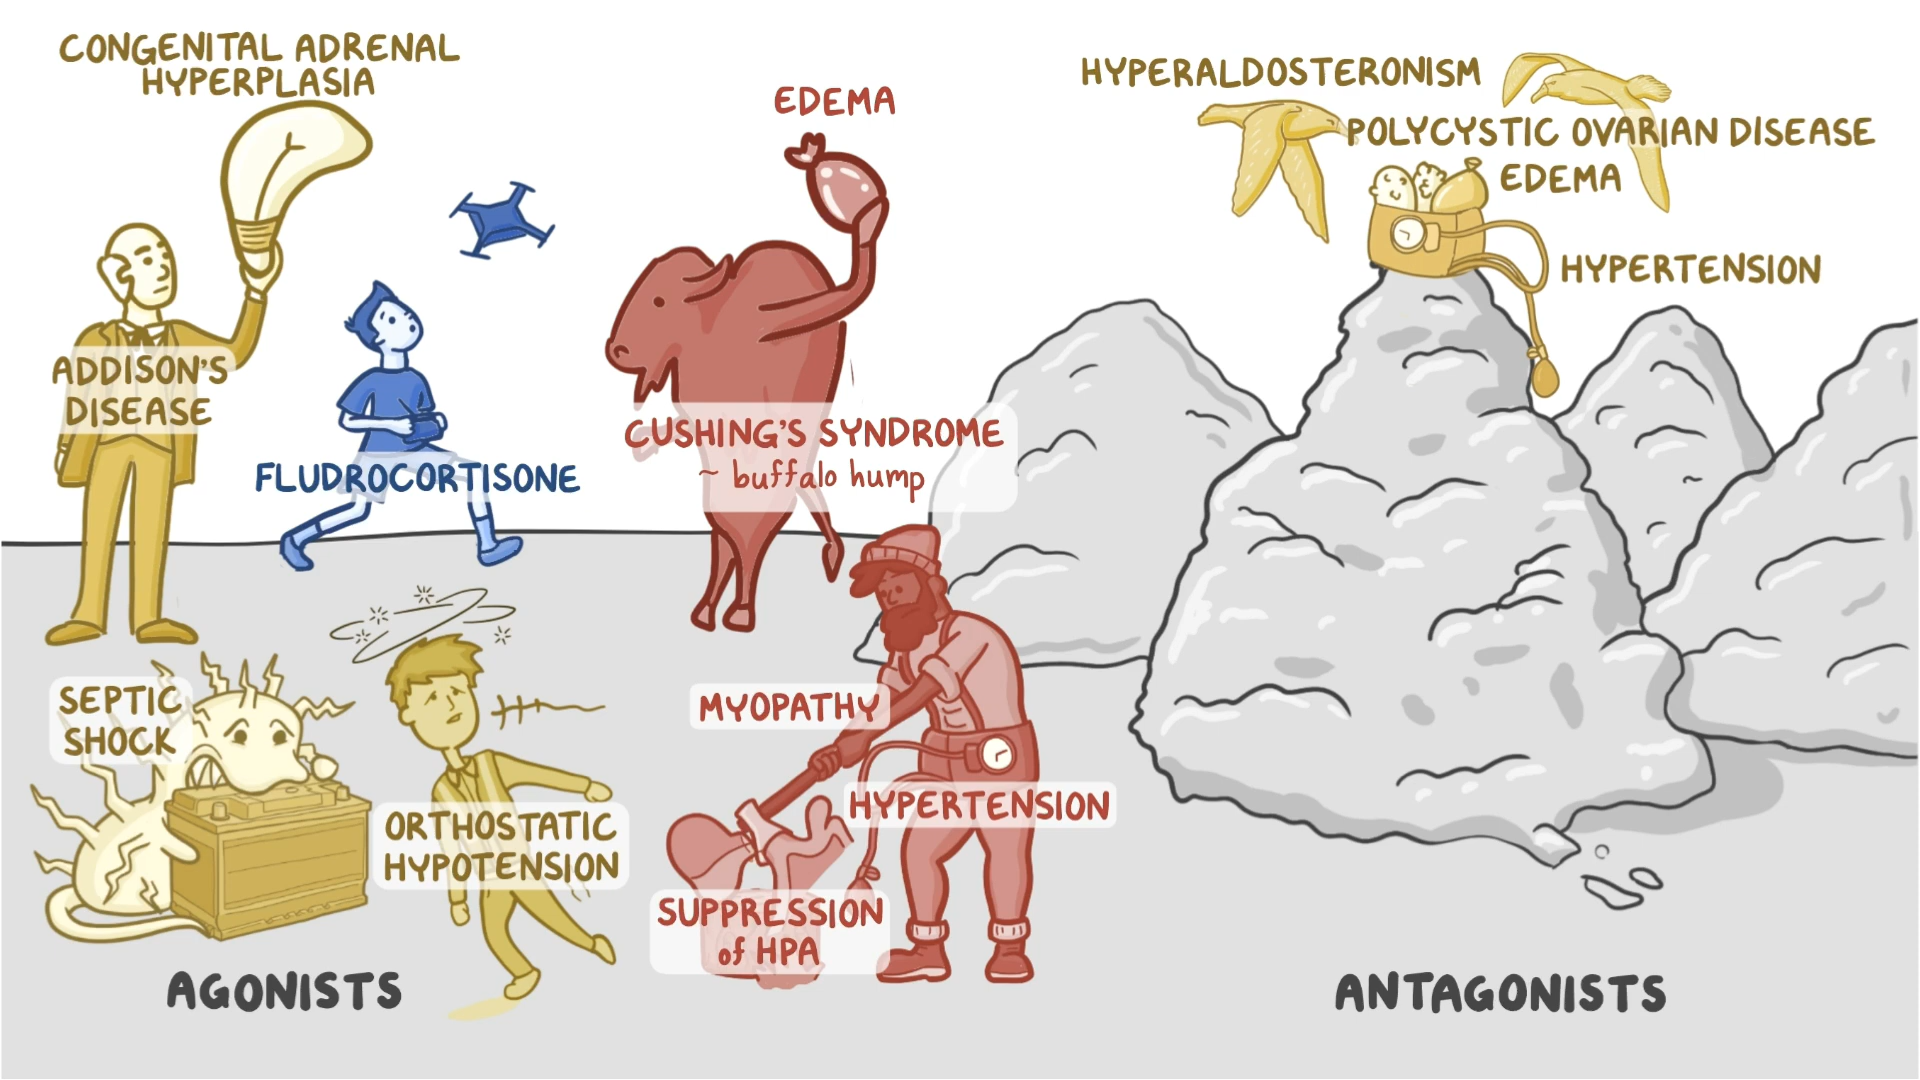 CONGENITAL ADRENAL
HYPERPLASIA
ADDISON'S
DISEASE
FLUDROCORTISONE
SEPTIC
SHOCK
ORTHOSTATIC
HYPOTENSION
AGONISTS
EDEMA
CUSHING'S SYNDROME
~ buffalo hump
MYOPATHY
HYPERTENSION
SUPPRESSION
of HPA
HYPERALDOSTERONISM
POLYCYSTIC OVARIAN DISEASE
EDEMA
HYPERTENSION
ANTAGONISTS